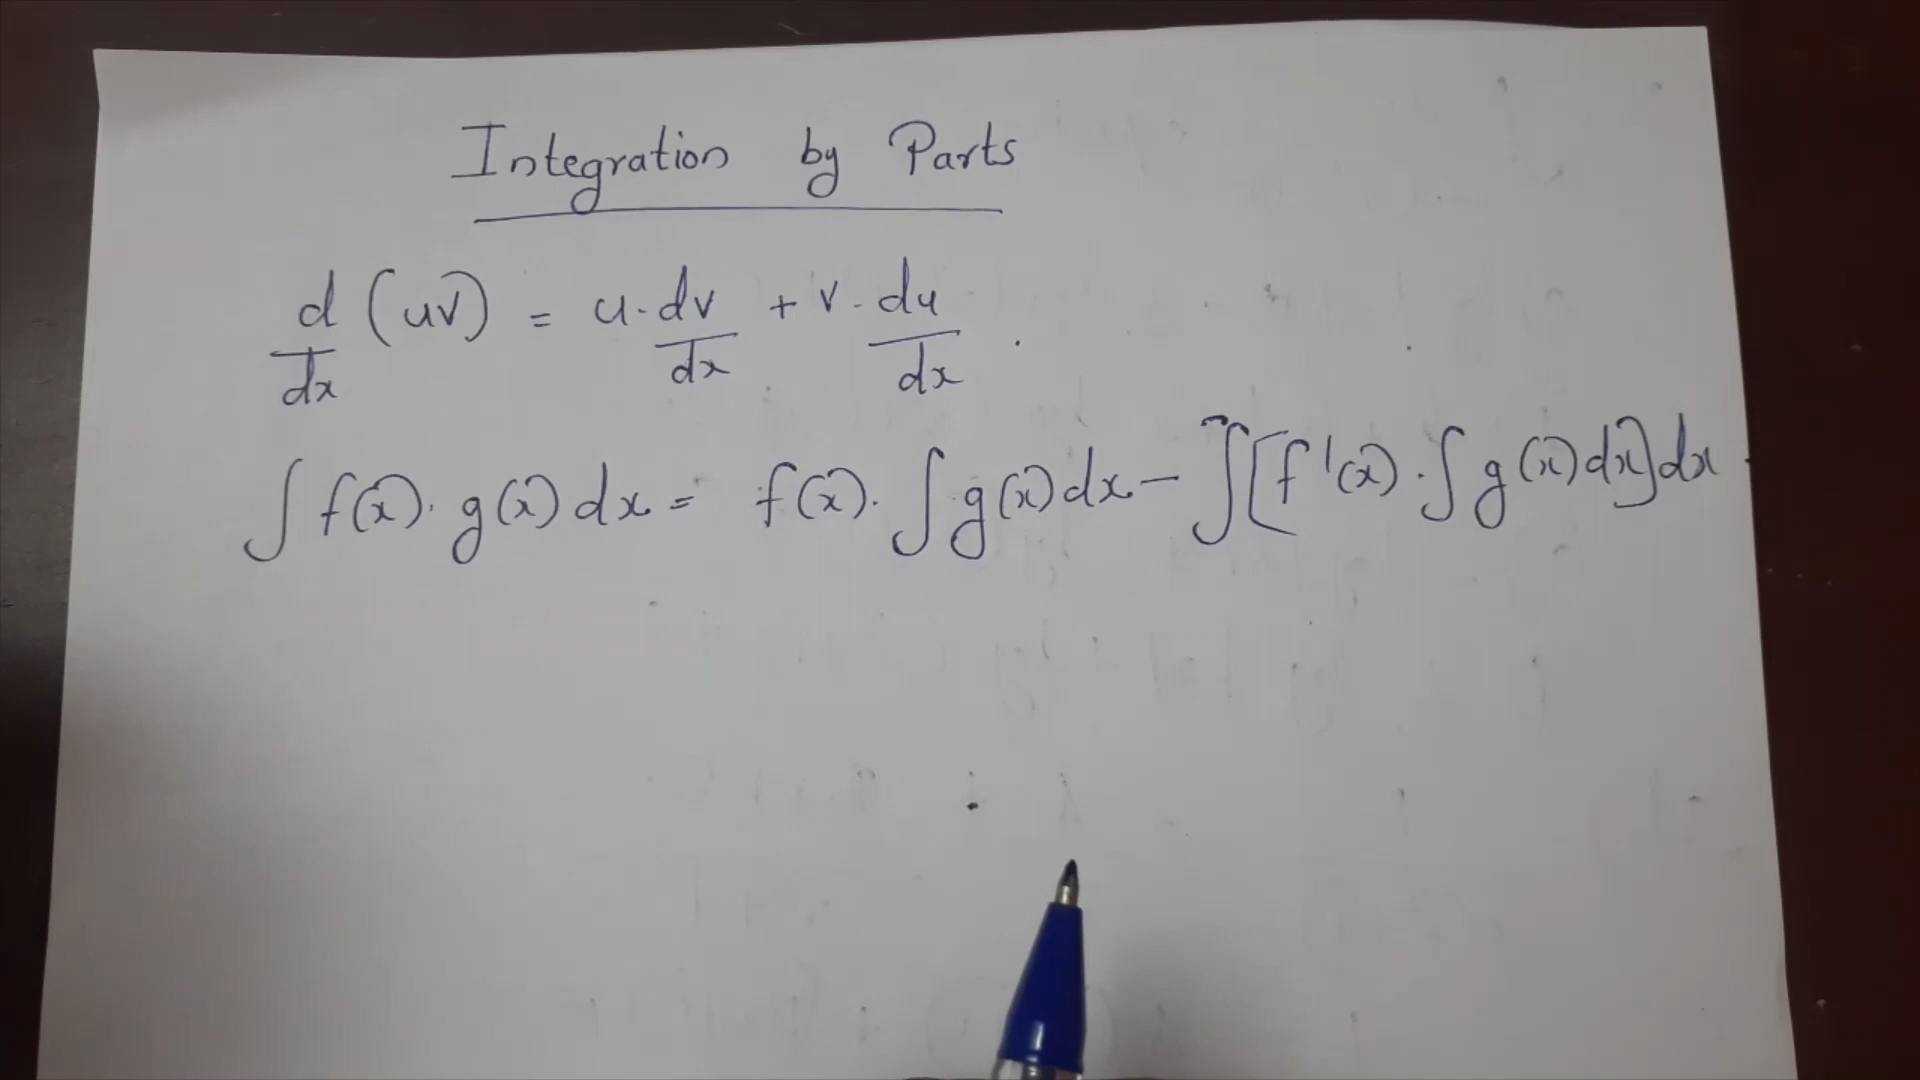 Integration by Parts
d/dx (uv) = u. dv/dx + v. du/dx .
∫ f(x). g(x) dx = f(x). ∫ g(x) dx - ∫ [f'(x) . ∫ g(x) dx] dx